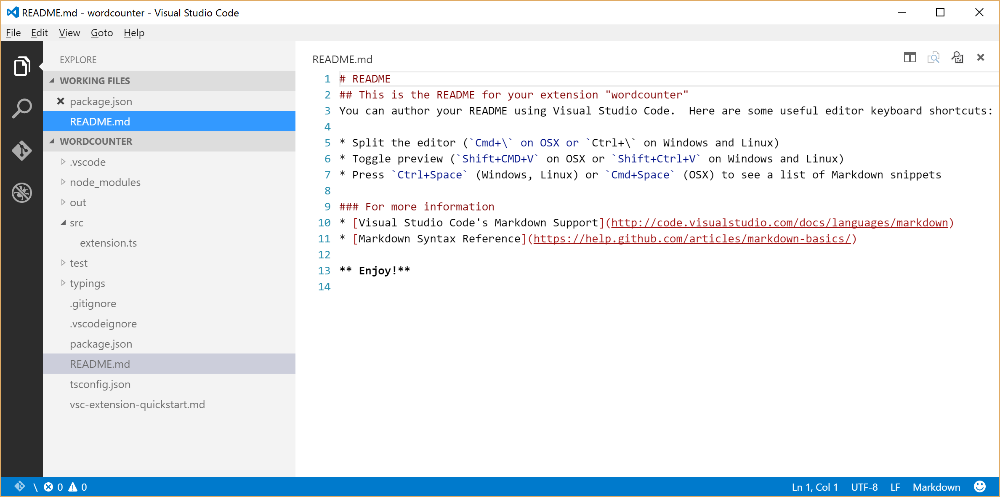 README.md - wordcounter - Visual Studio Code
File Edit View Goto Help
EXPLORE
WORKING FILES
package.json
README.md
WORDCOUNTER
.vscode
node_modules
out
src
extension.ts
test
typings
.gitignore
.vscodeignore
package.json
README.md
tsconfig.json
vsc-extension-quickstart.md
README.md
1 # README
2 ## This is the README for your extension "wordcounter"
3 You can author your README using Visual Studio Code.  Here are some useful editor keyboard shortcuts:
4
5 * Split the editor (`Cmd+\` on OSX or `Ctrl+\` on Windows and Linux)
6 * Toggle preview (`Shift+CMD+V` on OSX or `Shift+Ctrl+V` on Windows and Linux)
7 * Press `Ctrl+Space` (Windows, Linux) or `Cmd+Space` (OSX) to see a list of Markdown snippets
8
9 ### For more information
10 * [Visual Studio Code's Markdown Support](http://code.visualstudio.com/docs/languages/markdown)
11 * [Markdown Syntax Reference](https://help.github.com/articles/markdown-basics/)
12
13 ** Enjoy!**
14
\ 0 0 Ln 1, Col 1 UTF-8 LF Markdown